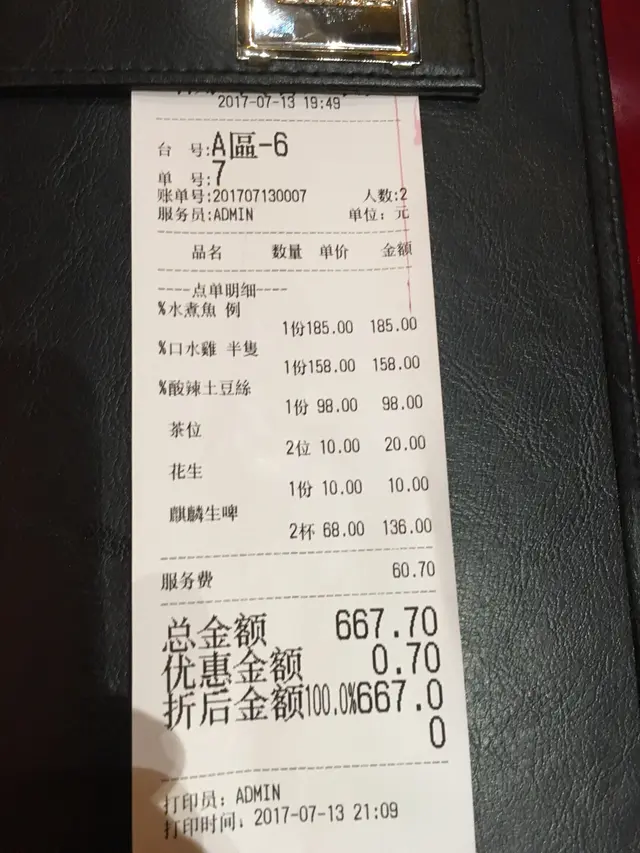 2017-07-13 19:49
台 号:A區-6
单 号:7
账单号:201707130007 人数:2
服务员:ADMIN 单位: 元
品名 数量 单价 金额
----点单明细----
%水煮魚 例
1份185.00 185.00
%口水雞 半隻
1份158.00 158.00
%酸辣土豆絲
1份 98.00 98.00
茶位
2位 10.00 20.00
花生
1份 10.00 10.00
麒麟生啤
2杯 68.00 136.00
服务费 60.70
总金额 667.70
优惠金额 0.70
折后金额100.0%667.0
0
打印员: ADMIN
打印时间: 2017-07-13 21:09